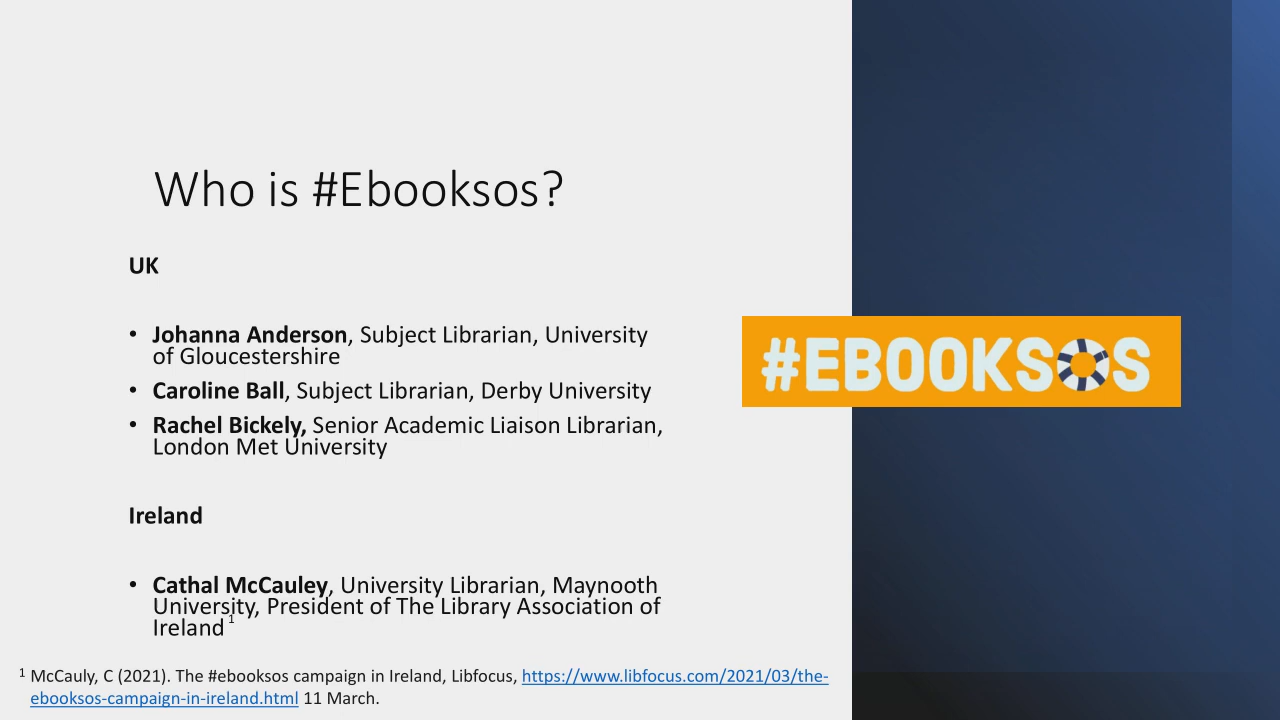 Who is #Ebooksos?
UK
• Johanna Anderson, Subject Librarian, University
of Gloucestershire
• Caroline Ball, Subject Librarian, Derby University
• Rachel Bickely, Senior Academic Liaison Librarian,
London Met University
#EBOOKSOS
Ireland
• Cathal McCauley, University Librarian, Maynooth
University, President of The Library Association of
Ireland 1
1 McCauly, C (2021). The #ebooksos campaign in Ireland, Libfocus, https://www.libfocus.com/2021/03/the-
ebooksos-campaign-in-ireland.html 11 March.